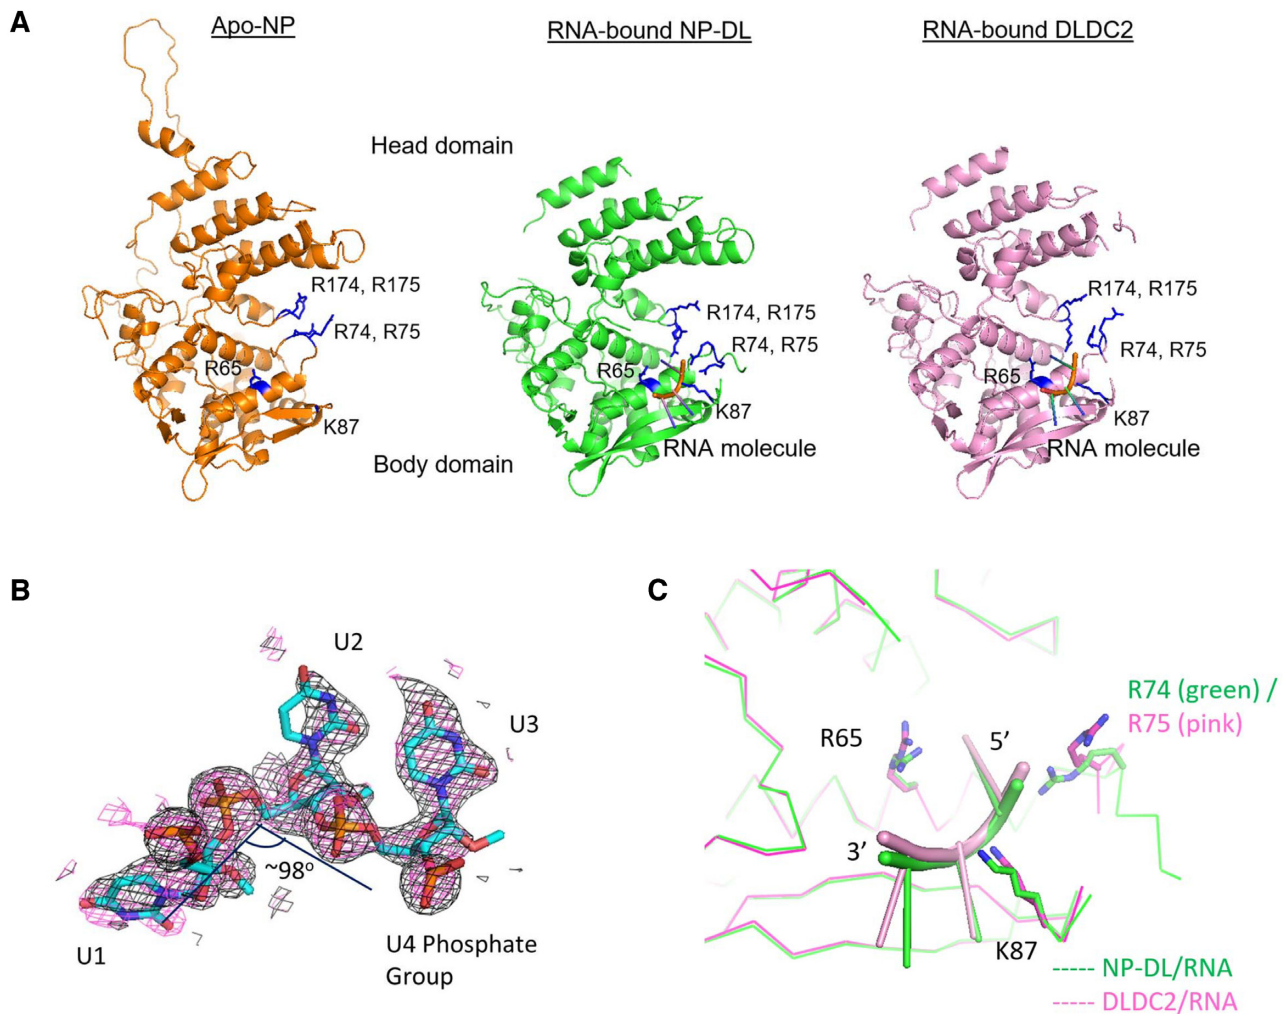 A
Apo-NP
RNA-bound NP-DL
RNA-bound DLDC2
Head domain
R174, R175
R74, R75
R65
K87
Body domain
R174, R175
R74, R75
R65
K87
RNA molecule
R174, R175
R74, R75
R65
K87
RNA molecule
B
U2
U3
~98°
U1
U4 Phosphate
Group
C
R74 (green) /
R75 (pink)
R65
5’
3’
K87
----- NP-DL/RNA
----- DLDC2/RNA